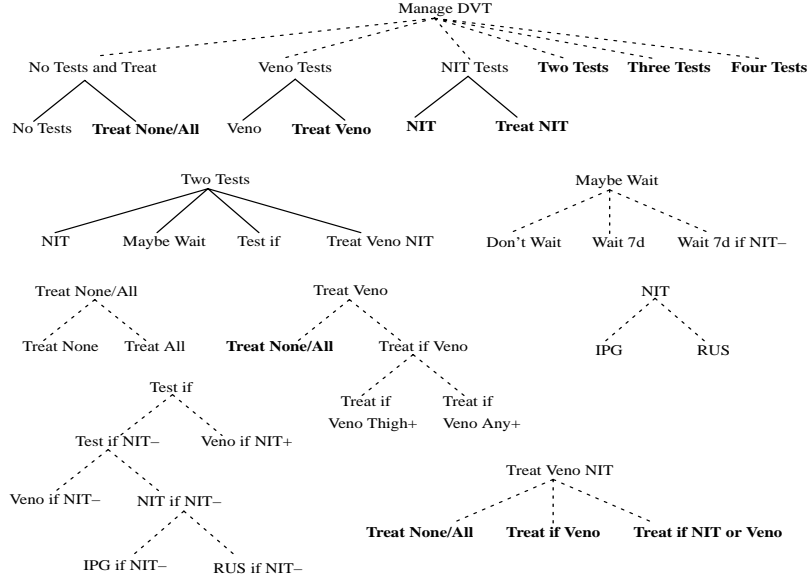 Manage DVT
No Tests and Treat Veno Tests NIT Tests Two Tests Three Tests Four Tests
No Tests Treat None/All Veno Treat Veno NIT Treat NIT
Two Tests Maybe Wait
NIT Maybe Wait Test if Treat Veno NIT Don't Wait Wait 7d Wait 7d if NIT–
Treat None/All Treat Veno NIT
Treat None Treat All Treat None/All Treat if Veno IPG RUS
Test if Treat if Treat if
Veno Thigh+ Veno Any+
Test if NIT– Veno if NIT+
Treat Veno NIT
Veno if NIT– NIT if NIT–
Treat None/All Treat if Veno Treat if NIT or Veno
IPG if NIT– RUS if NIT–